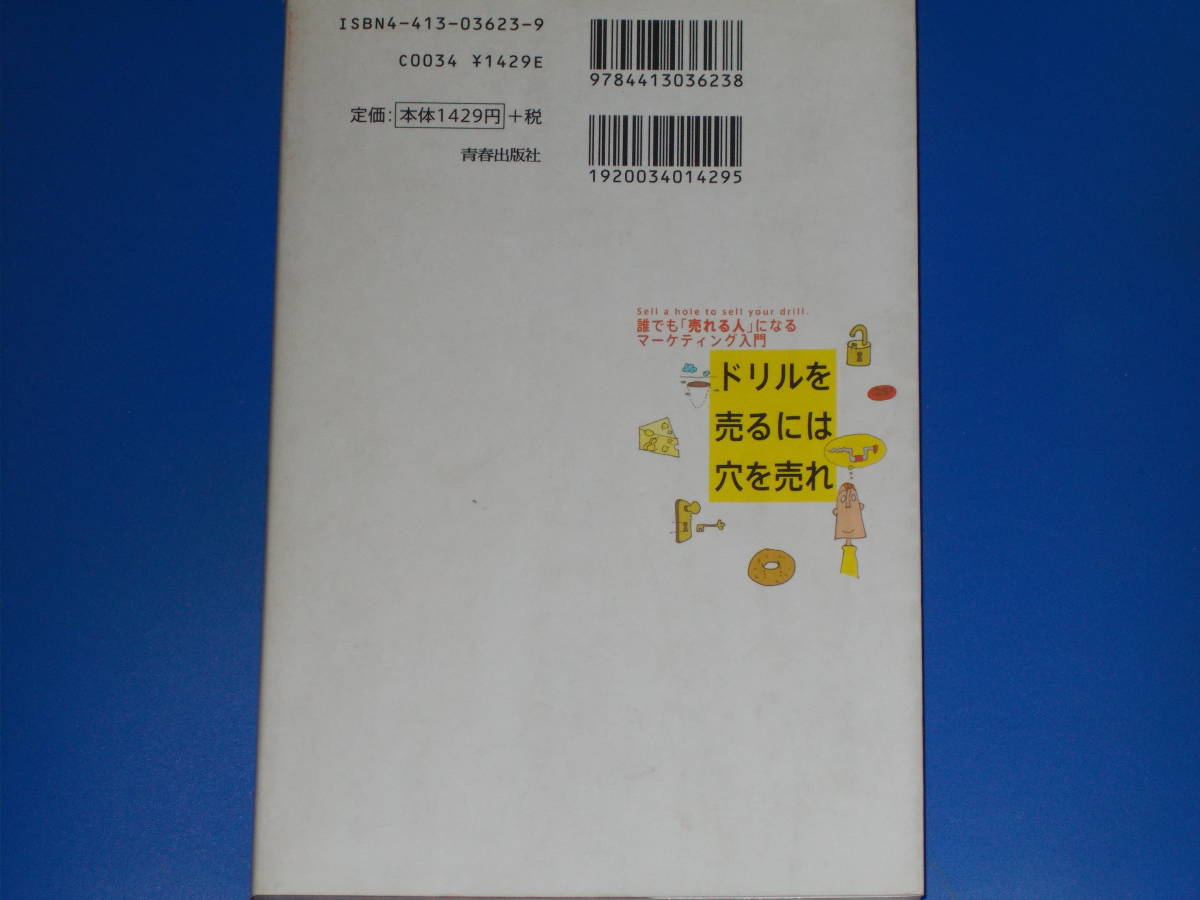 ISBN4-413-03623-9
C0034 ¥1429E
定価：本体1429円＋税
青春出版社
9784413036238
1920034014295
Sell a hole to sell your drill.
誰でも「売れる人」になる
マーケティング入門
ドリルを
売るには
穴を売れ